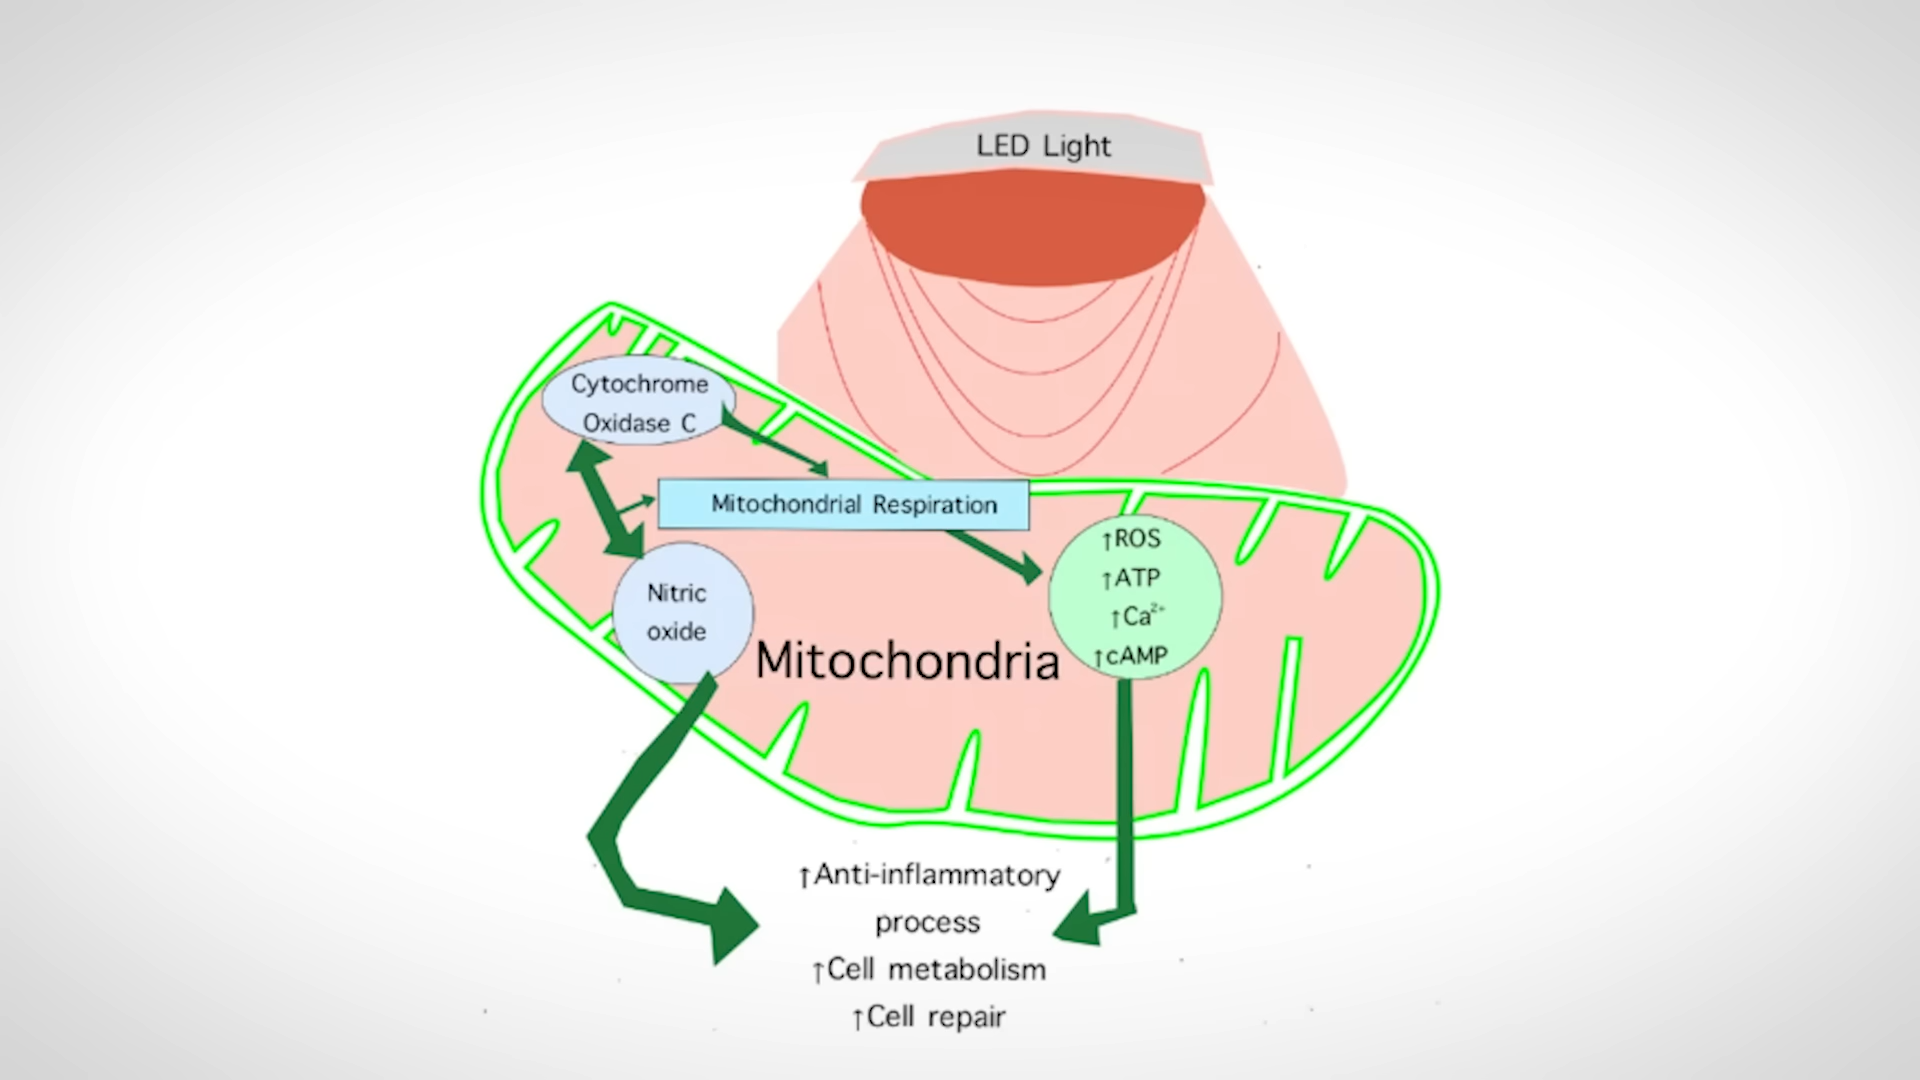 LED Light
Cytochrome
Oxidase C
Mitochondrial Respiration
Nitric
oxide
Mitochondria
↑ROS
↑ATP
↑Ca²⁺
↑cAMP
↑Anti-inflammatory
process
↑Cell metabolism
↑Cell repair